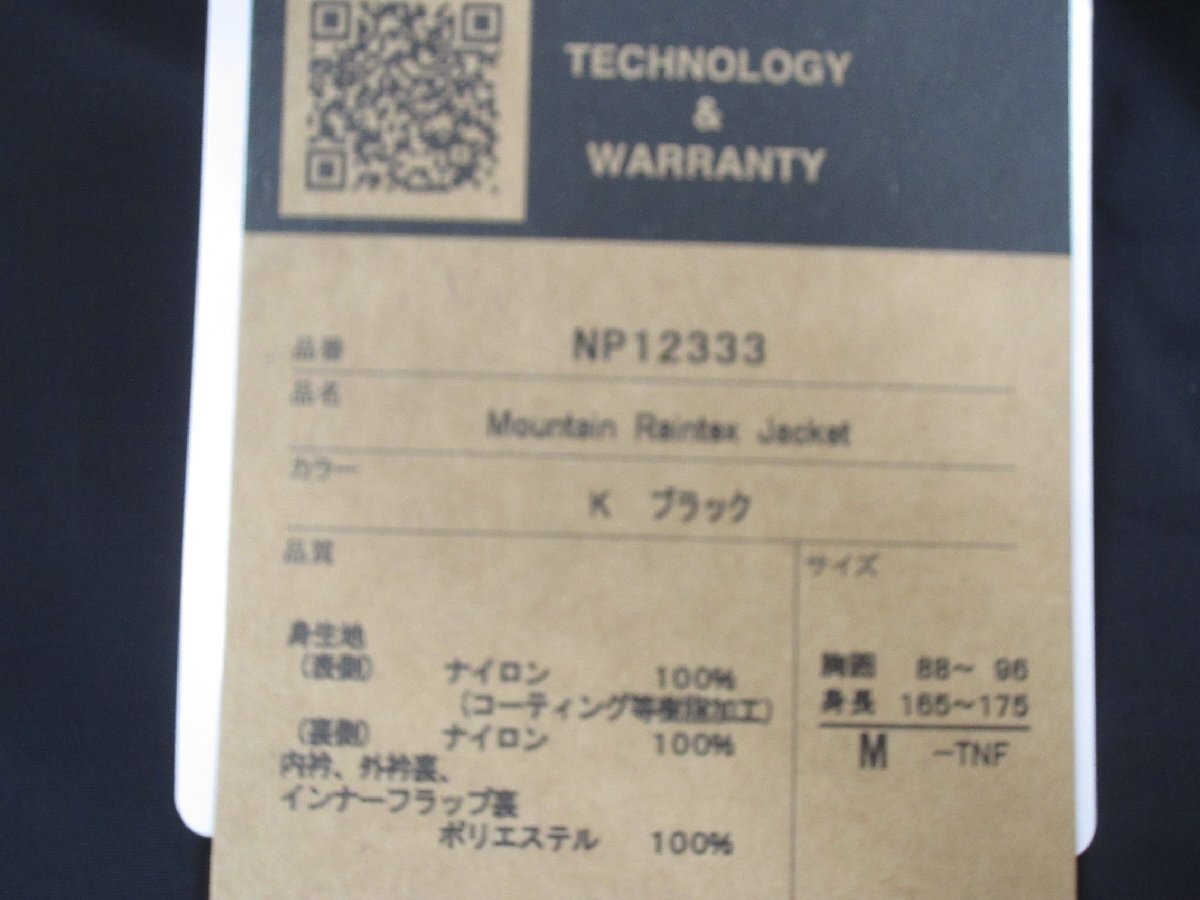 TECHNOLOGY
&
WARRANTY
品番 NP12333
品名
Mountain Raintex Jacket
カラー
K ブラック
品質
サイズ
身生地
(表側) ナイロン 100%
(コーティング等樹脂加工)
(裏側) ナイロン 100%
内衿、外衿裏、
インナーフラップ裏
ポリエステル 100%
胸囲 88〜 96
身長 165〜175
M -TNF